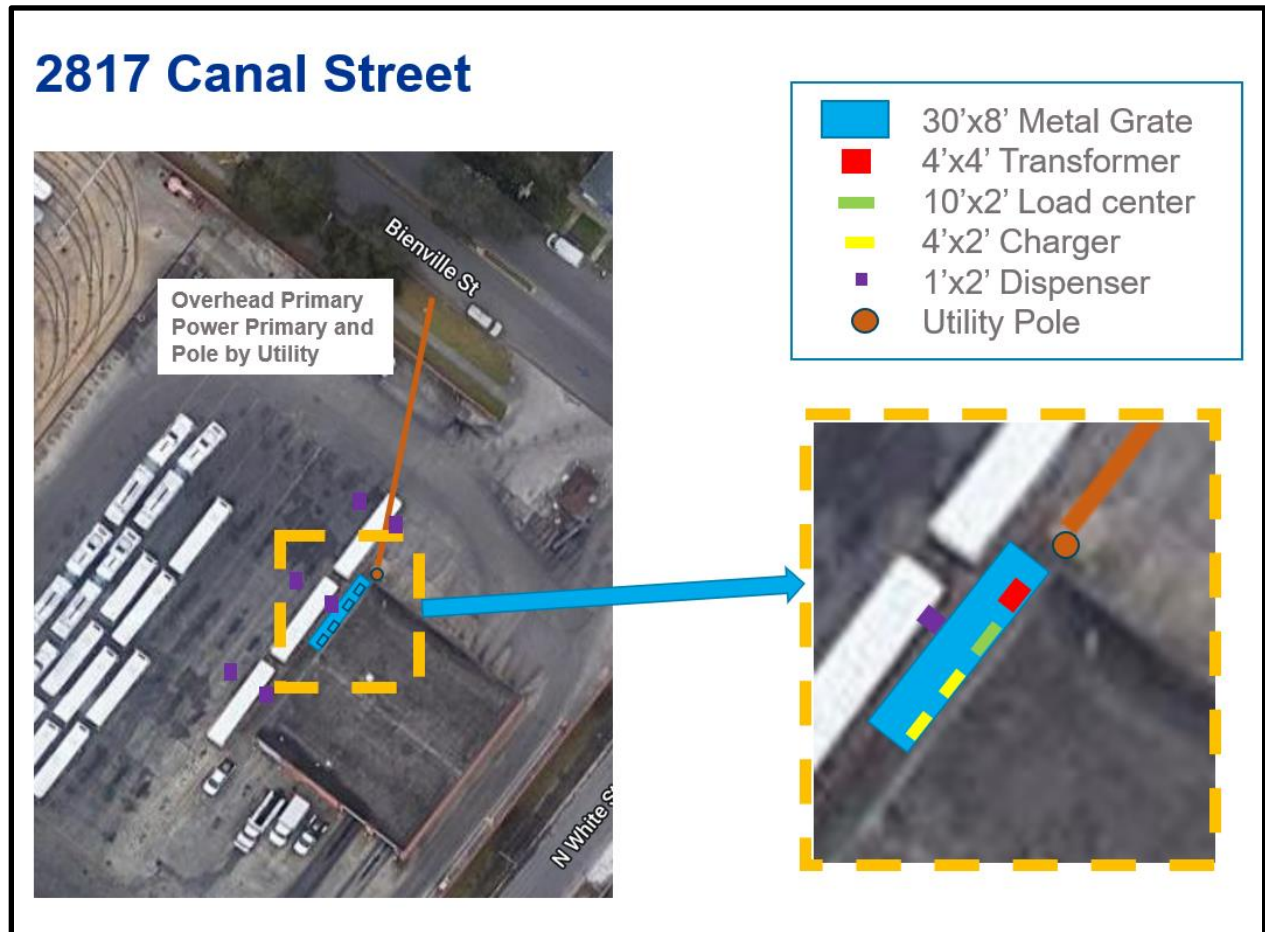 2817 Canal Street
30’x8’ Metal Grate
4’x4’ Transformer
10’x2’ Load center
4’x2’ Charger
1’x2’ Dispenser
Utility Pole
Bienville St
Overhead Primary
Power Primary and
Pole by Utility
N White St